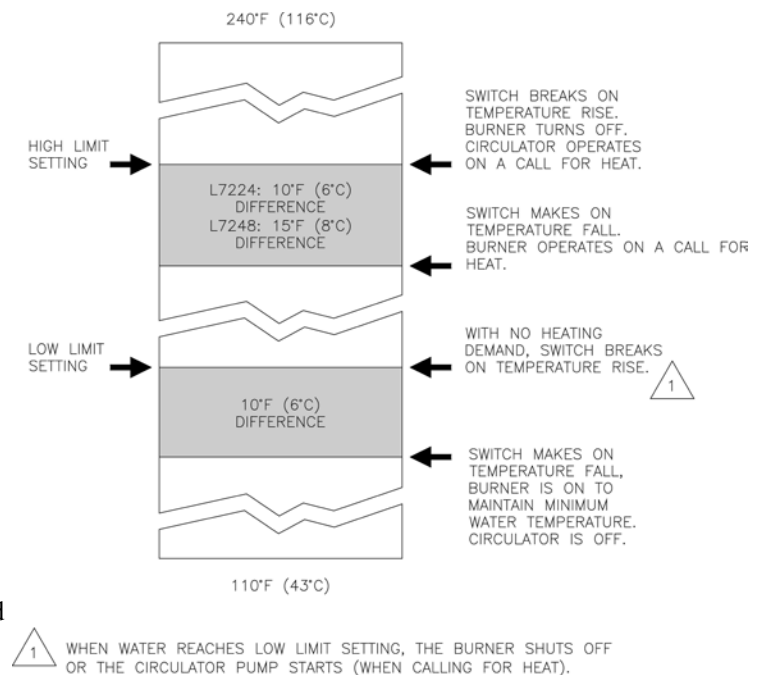 240°F (116°C)
SWITCH BREAKS ON
TEMPERATURE RISE.
BURNER TURNS OFF.
CIRCULATOR OPERATES
ON A CALL FOR HEAT.
HIGH LIMIT
SETTING
L7224: 10°F (6°C)
DIFFERENCE
L7248: 15°F (8°C)
DIFFERENCE
SWITCH MAKES ON
TEMPERATURE FALL.
BURNER OPERATES ON A CALL FOR
HEAT.
LOW LIMIT
SETTING
WITH NO HEATING
DEMAND, SWITCH BREAKS
ON TEMPERATURE RISE.
1
10°F (6°C)
DIFFERENCE
SWITCH MAKES ON
TEMPERATURE FALL,
BURNER IS ON TO
MAINTAIN MINIMUM
WATER TEMPERATURE.
CIRCULATOR IS OFF.
110°F (43°C)
1 WHEN WATER REACHES LOW LIMIT SETTING, THE BURNER SHUTS OFF
OR THE CIRCULATOR PUMP STARTS (WHEN CALLING FOR HEAT).